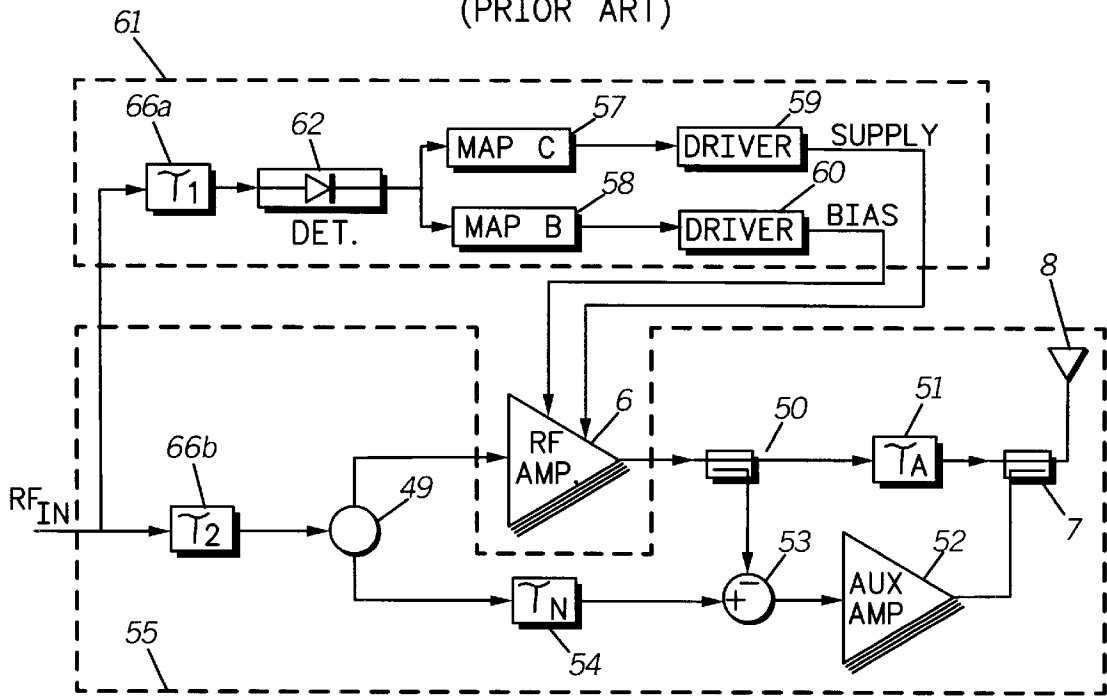 (PRIOR ART)
61
66a
62
57
59
SUPPLY
τ1
MAP C
DRIVER
58
60
BIAS
DET.
MAP B
DRIVER
8
6
50
51
66b
49
RF AMP.
τA
RFIN
τ2
7
53
52
τN
+
−
AUX AMP
55
54